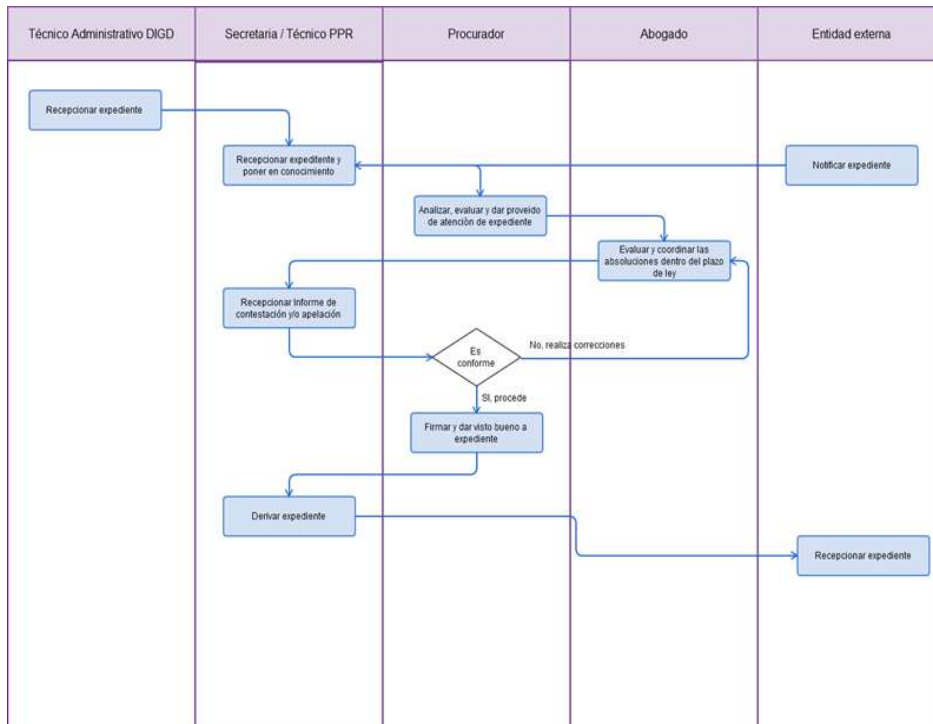 Técnico Administrativo DIGD
Secretaria / Técnico PPR
Procurador
Abogado
Entidad externa
Recepcionar expediente
Recepcionar expeditente y
poner en conocimiento
Notificar expediente
Analizar, evaluar y dar proveido
de atenciòn de expediente
Evaluar y coordinar las
absoluciones dentro del plazo
de ley
Recepcionar Informe de
contestación y/o apelación
Es
conforme
No, realiza correcciones
SI, procede
Firmar y dar visto bueno a
expediente
Derivar expediente
Recepcionar expediente